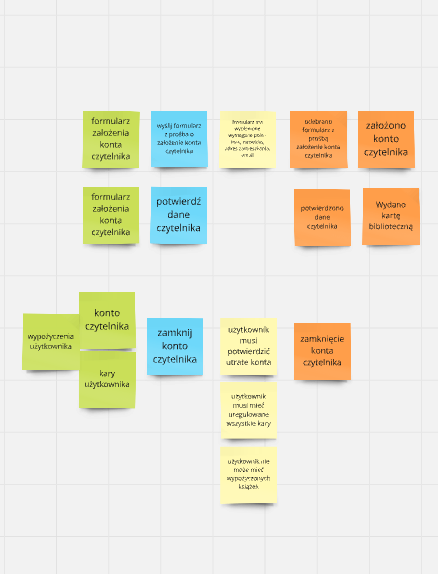 formularz
założenia
konta
czytelnika
wyslij formularz
z prośba o
założenie konta
czytelnika
formularz ma
wypełnione
wymagane pola-
imię, nazwisko,
adres zamieszkania,
email
odebrano
formularz z
prośbą
założenie konta
czytelnika
założono
konto
czytelnika
formularz
założenia
konta
czytelnika
potwierdź
dane
czytelnika
potwierdzono
dane
czytelnika
Wydano
kartę
biblioteczną
wypożyczenia
użytkownika
konto
czytelnika
kary
użytkownika
zamknij
konto
czytelnika
użytkownik
musi
potwierdzić
utrate konta
użytkownik
musi mieć
uregulowane
wszystkie kary
użytkownik nie
może mieć
wypożyczonych
książek
zamknięcie
konta
czytelnika